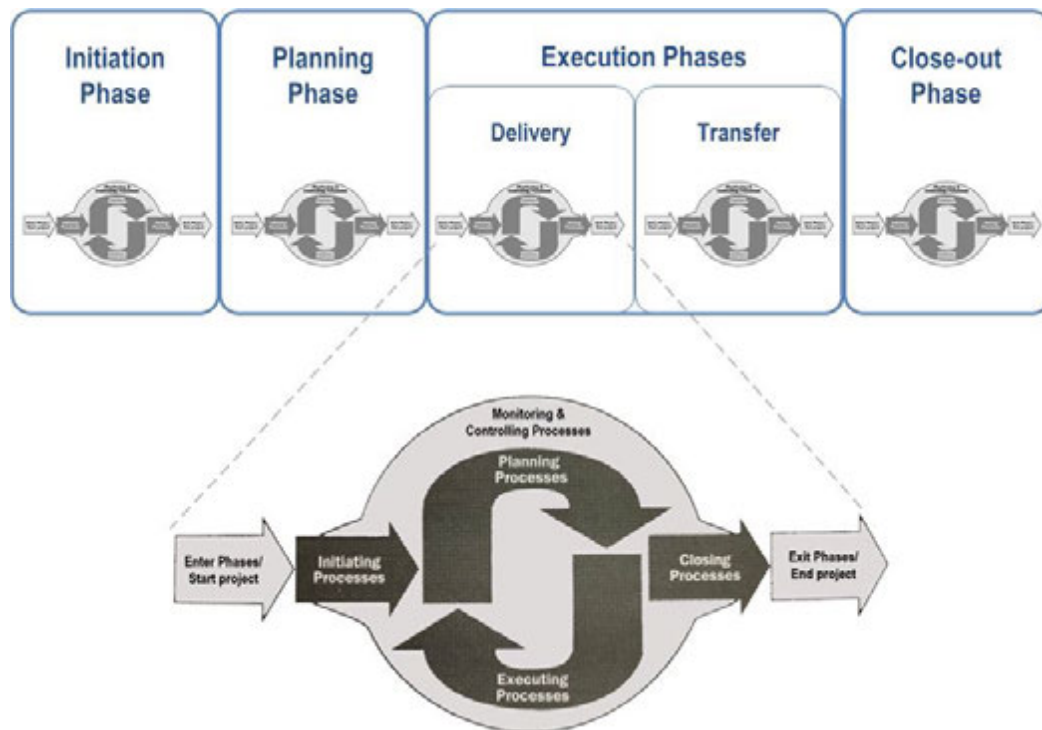 Initiation
Phase
Planning
Phase
Execution Phases
Delivery
Transfer
Close-out
Phase
Monitoring &
Controlling Processes
Planning
Processes
Enter Phases/
Start project
Initiating
Processes
Closing
Processes
Exit Phases/
End project
Executing
Processes